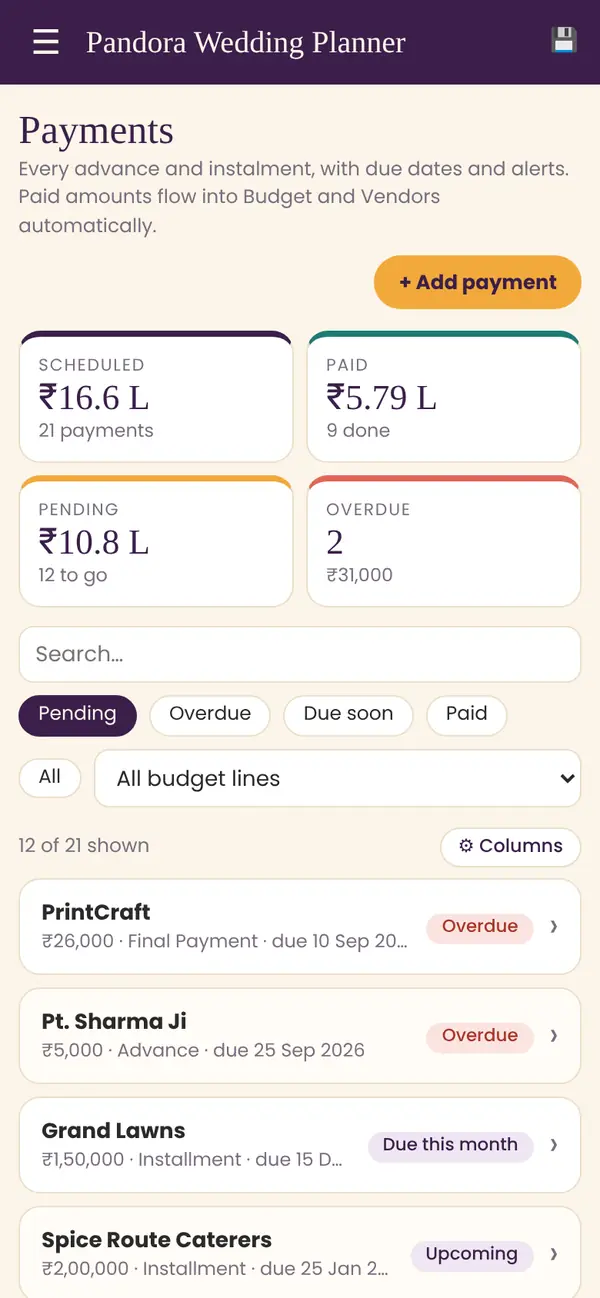 ☰ Pandora Wedding Planner 💾
Payments
Every advance and instalment, with due dates and alerts.
Paid amounts flow into Budget and Vendors
automatically.
+ Add payment
SCHEDULED
₹16.6 L
21 payments
PAID
₹5.79 L
9 done
PENDING
₹10.8 L
12 to go
OVERDUE
2
₹31,000
Search...
Pending Overdue Due soon Paid
All All budget lines
12 of 21 shown ⚙ Columns
PrintCraft
₹26,000 · Final Payment · due 10 Sep 20...
Overdue ›
Pt. Sharma Ji
₹5,000 · Advance · due 25 Sep 2026
Overdue ›
Grand Lawns
₹1,50,000 · Installment · due 15 D...
Due this month ›
Spice Route Caterers
₹2,00,000 · Installment · due 25 Jan 2...
Upcoming ›